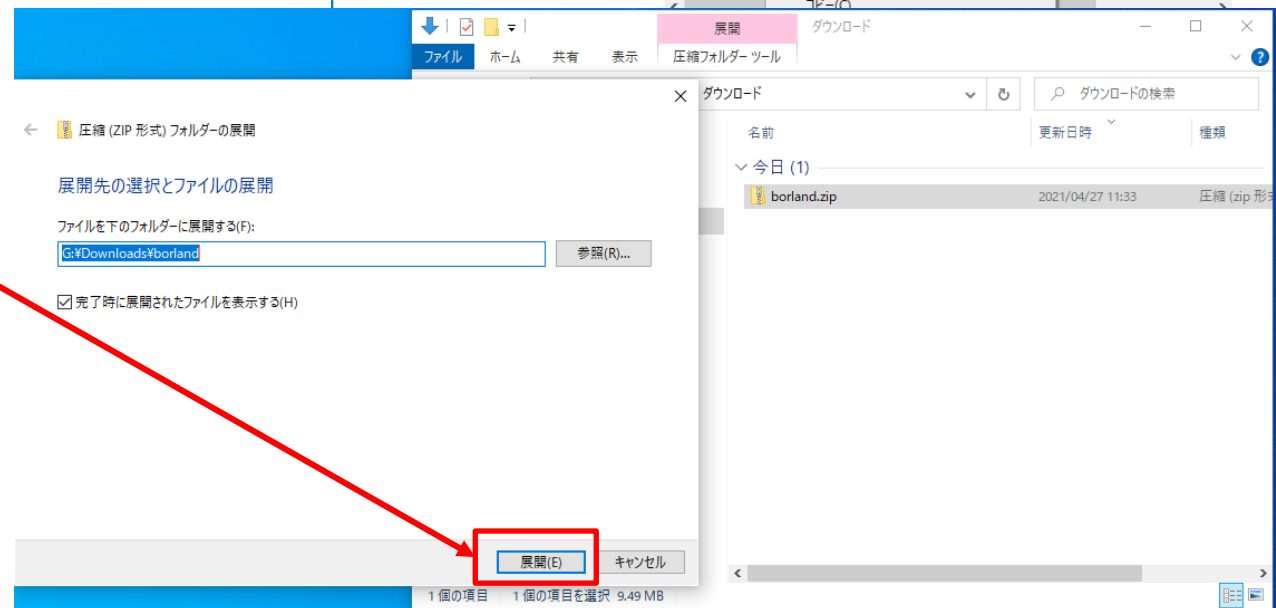 コピー(C)
展開
ダウンロード
ファイル
ホーム
共有
表示
圧縮フォルダー ツール
ダウンロード
ダウンロードの検索
圧縮 (ZIP 形式) フォルダーの展開
展開先の選択とファイルの展開
ファイルを下のフォルダーに展開する(F):
G:¥Downloads¥borland
参照(R)...
完了時に展開されたファイルを表示する(H)
展開(E)
キャンセル
名前
更新日時
種類
今日 (1)
borland.zip
2021/04/27 11:33
圧縮 (zip 形
1 個の項目
1 個の項目を選択 9.49 MB